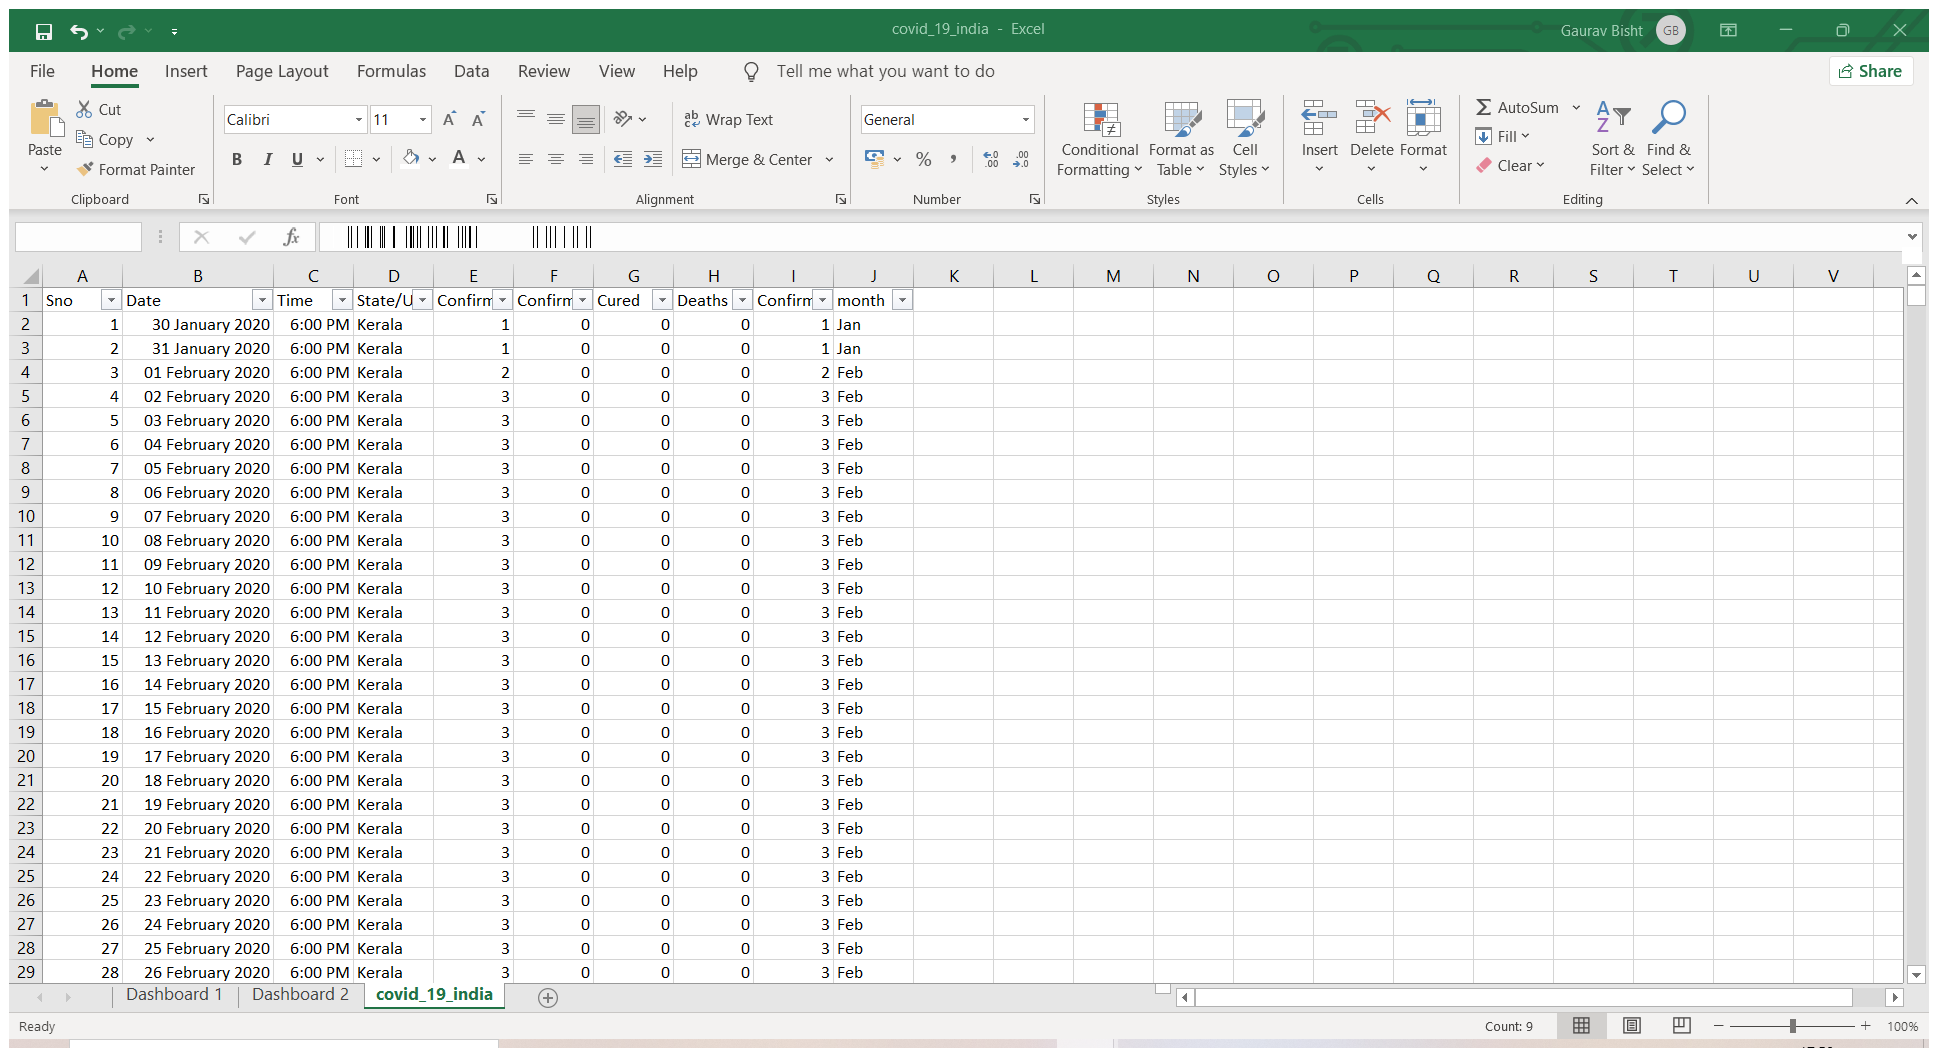 covid_19_india - Excel
Gaurav Bisht GB
File Home Insert Page Layout Formulas Data Review View Help Tell me what you want to do Share
Paste
Cut
Copy
Format Painter
Clipboard
Calibri 11 A A
B I U A
Font
ab Wrap Text
Merge & Center
Alignment
General
%
Number
Conditional Formatting
Format as Table
Cell Styles
Styles
Insert Delete Format
Cells
AutoSum
Fill
Clear
Sort & Filter
Find & Select
Editing
fx
A B C D E F G H I J K L M N O P Q R S T U V
1 Sno Date Time State/U Confirm Confirm Cured Deaths Confirm month
2 1 30 January 2020 6:00 PM Kerala 1 0 0 0 1 Jan
3 2 31 January 2020 6:00 PM Kerala 1 0 0 0 1 Jan
4 3 01 February 2020 6:00 PM Kerala 2 0 0 0 2 Feb
5 4 02 February 2020 6:00 PM Kerala 3 0 0 0 3 Feb
6 5 03 February 2020 6:00 PM Kerala 3 0 0 0 3 Feb
7 6 04 February 2020 6:00 PM Kerala 3 0 0 0 3 Feb
8 7 05 February 2020 6:00 PM Kerala 3 0 0 0 3 Feb
9 8 06 February 2020 6:00 PM Kerala 3 0 0 0 3 Feb
10 9 07 February 2020 6:00 PM Kerala 3 0 0 0 3 Feb
11 10 08 February 2020 6:00 PM Kerala 3 0 0 0 3 Feb
12 11 09 February 2020 6:00 PM Kerala 3 0 0 0 3 Feb
13 12 10 February 2020 6:00 PM Kerala 3 0 0 0 3 Feb
14 13 11 February 2020 6:00 PM Kerala 3 0 0 0 3 Feb
15 14 12 February 2020 6:00 PM Kerala 3 0 0 0 3 Feb
16 15 13 February 2020 6:00 PM Kerala 3 0 0 0 3 Feb
17 16 14 February 2020 6:00 PM Kerala 3 0 0 0 3 Feb
18 17 15 February 2020 6:00 PM Kerala 3 0 0 0 3 Feb
19 18 16 February 2020 6:00 PM Kerala 3 0 0 0 3 Feb
20 19 17 February 2020 6:00 PM Kerala 3 0 0 0 3 Feb
21 20 18 February 2020 6:00 PM Kerala 3 0 0 0 3 Feb
22 21 19 February 2020 6:00 PM Kerala 3 0 0 0 3 Feb
23 22 20 February 2020 6:00 PM Kerala 3 0 0 0 3 Feb
24 23 21 February 2020 6:00 PM Kerala 3 0 0 0 3 Feb
25 24 22 February 2020 6:00 PM Kerala 3 0 0 0 3 Feb
26 25 23 February 2020 6:00 PM Kerala 3 0 0 0 3 Feb
27 26 24 February 2020 6:00 PM Kerala 3 0 0 0 3 Feb
28 27 25 February 2020 6:00 PM Kerala 3 0 0 0 3 Feb
29 28 26 February 2020 6:00 PM Kerala 3 0 0 0 3 Feb
Dashboard 1 Dashboard 2 covid_19_india
Ready Count: 9 100%